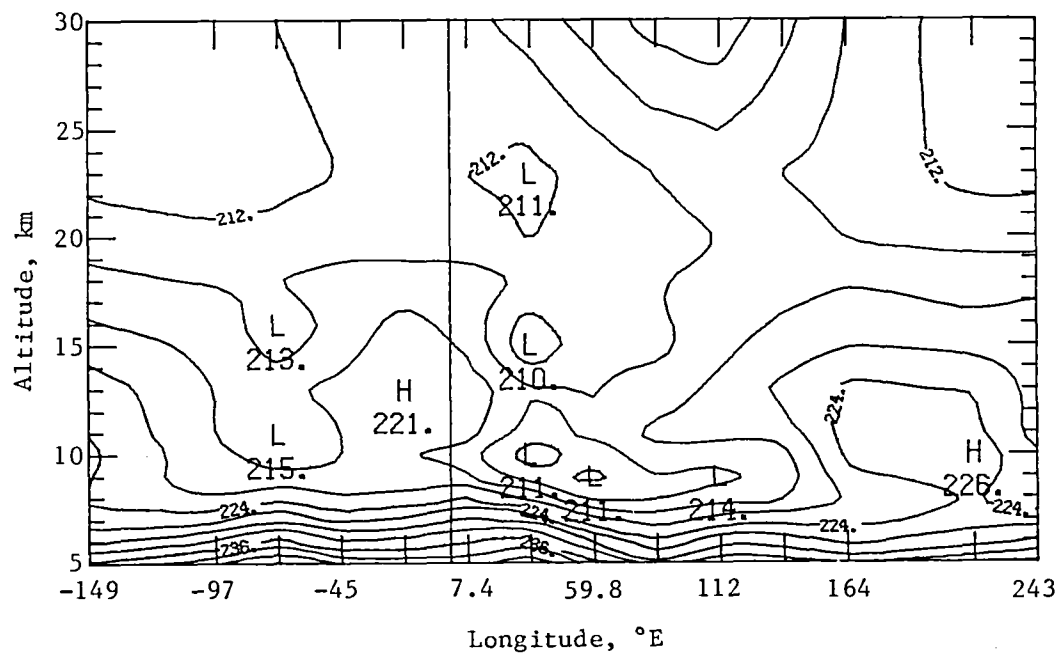 30
25
20
15
10
5
Altitude, km
212.
212.
212.
L
211.
L
213.
L
210.
H
221.
224.
L
215.
H
226.
L
211.
L
211.
L
214.
224.
224.
224.
224.
236.
236.
-149 -97 -45 7.4 59.8 112 164 243
Longitude, °E